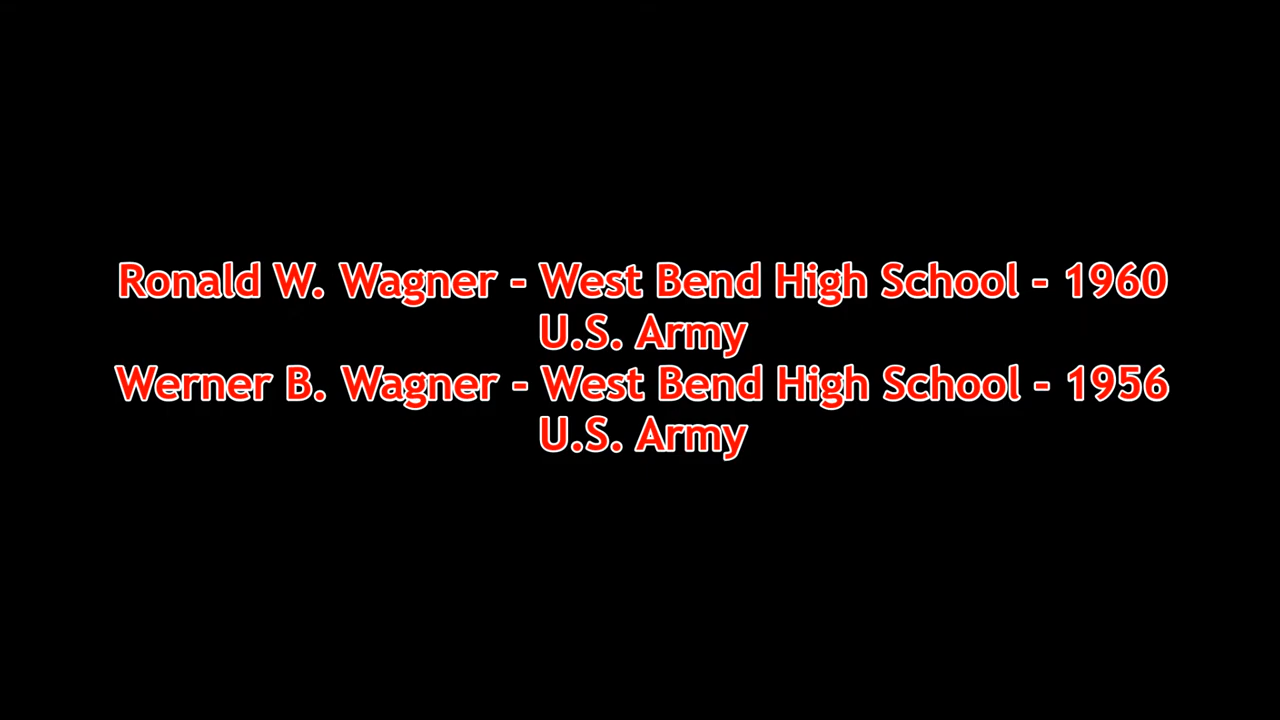 Ronald W. Wagner - West Bend High School - 1960
U.S. Army
Werner B. Wagner - West Bend High School - 1956
U.S. Army